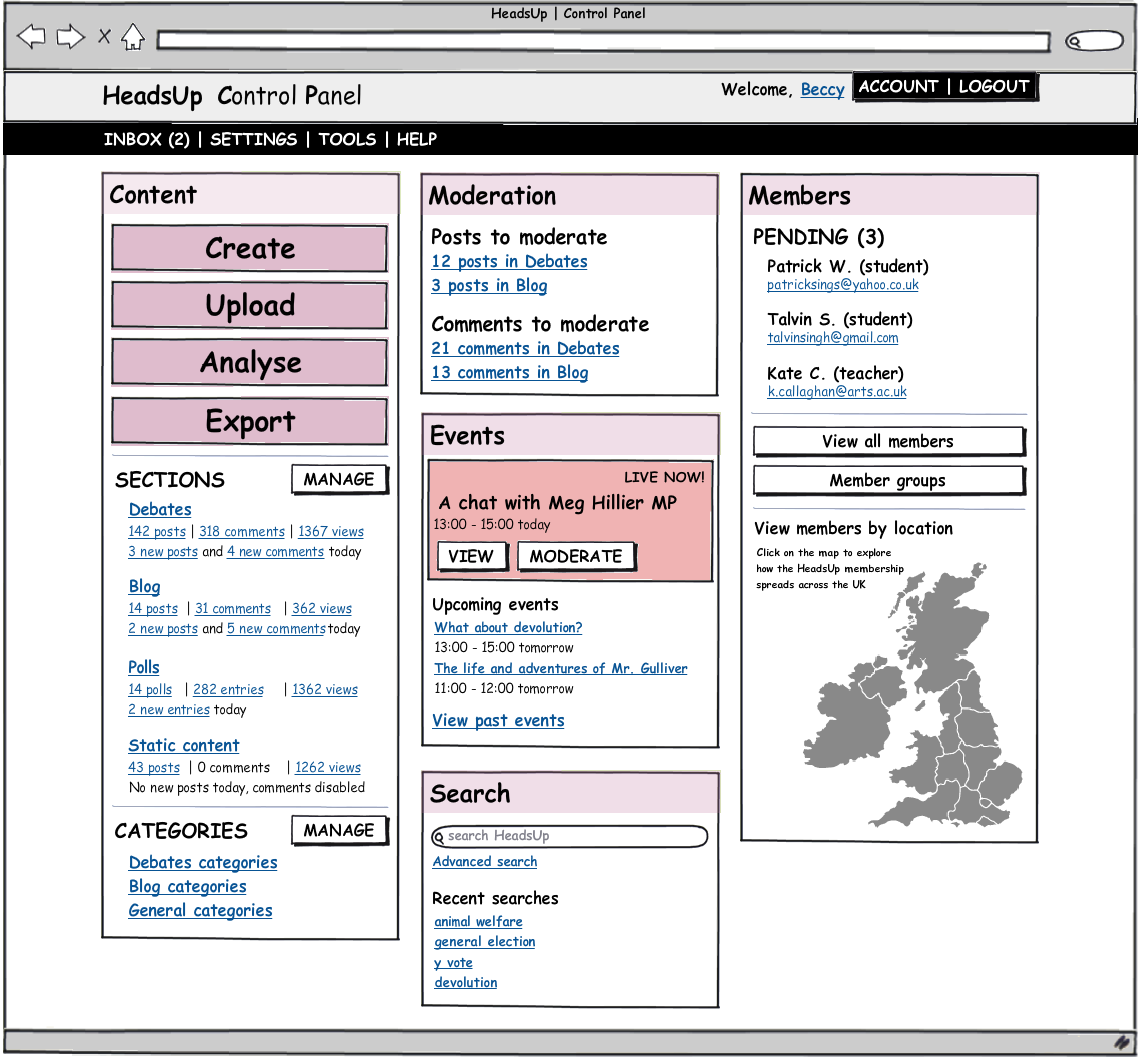 HeadsUp | Control Panel
HeadsUp Control Panel
Welcome, Beccy ACCOUNT | LOGOUT
INBOX (2) | SETTINGS | TOOLS | HELP
Content
Create
Upload
Analyse
Export
SECTIONS MANAGE
Debates
142 posts | 318 comments | 1367 views
3 new posts and 4 new comments today
Blog
14 posts | 31 comments | 362 views
2 new posts and 5 new comments today
Polls
14 polls | 282 entries | 1362 views
2 new entries today
Static content
43 posts | 0 comments | 1262 views
No new posts today, comments disabled
CATEGORIES MANAGE
Debates categories
Blog categories
General categories
Moderation
Posts to moderate
12 posts in Debates
3 posts in Blog
Comments to moderate
21 comments in Debates
13 comments in Blog
Events
LIVE NOW!
A chat with Meg Hillier MP
13:00 - 15:00 today
VIEW MODERATE
Upcoming events
What about devolution?
13:00 - 15:00 tomorrow
The life and adventures of Mr. Gulliver
11:00 - 12:00 tomorrow
View past events
Search
search HeadsUp
Advanced search
Recent searches
animal welfare
general election
y vote
devolution
Members
PENDING (3)
Patrick W. (student)
patricksings@yahoo.co.uk
Talvin S. (student)
talvinsingh@gmail.com
Kate C. (teacher)
k.callaghan@arts.ac.uk
View all members
Member groups
View members by location
Click on the map to explore
how the HeadsUp membership
spreads across the UK